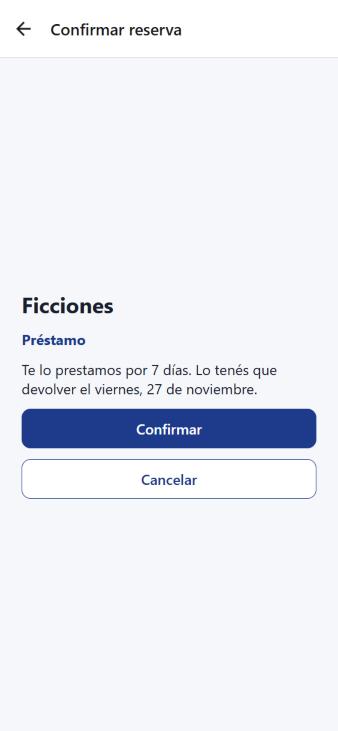 Confirmar reserva
Ficciones
Préstamo
Te lo prestamos por 7 días. Lo tenés que
devolver el viernes, 27 de noviembre.
Confirmar
Cancelar